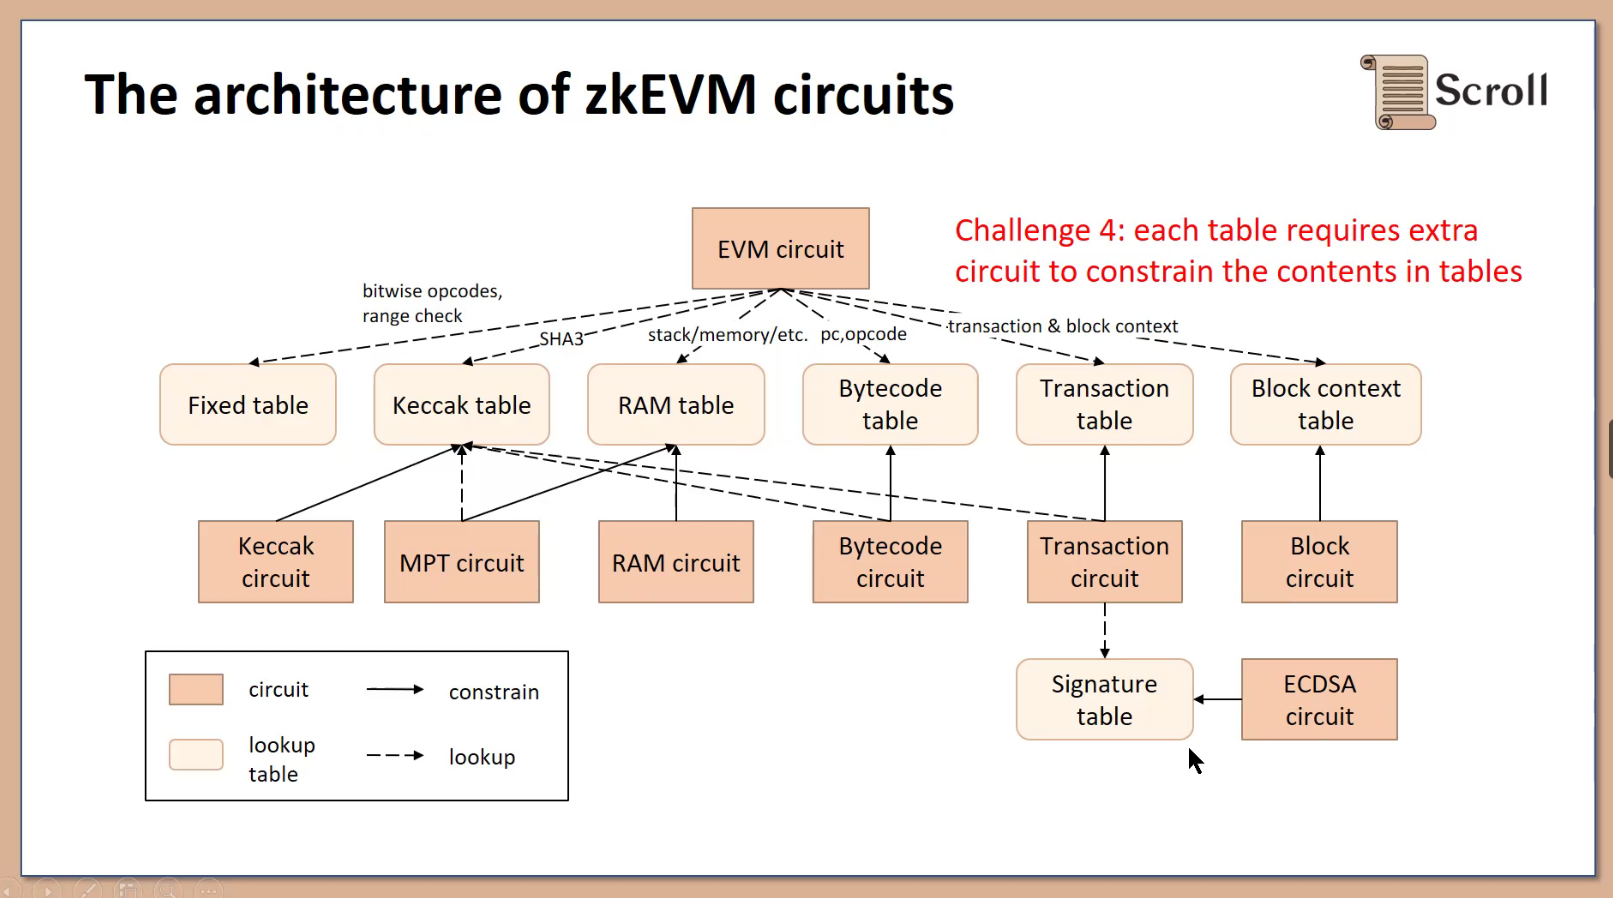 The architecture of zkEVM circuits
Scroll
EVM circuit
Challenge 4: each table requires extra
circuit to constrain the contents in tables
bitwise opcodes,
range check
SHA3
stack/memory/etc.
pc,opcode
transaction & block context
Fixed table
Keccak table
RAM table
Bytecode
table
Transaction
table
Block context
table
Keccak
circuit
MPT circuit
RAM circuit
Bytecode
circuit
Transaction
circuit
Block
circuit
circuit
constrain
lookup
table
lookup
Signature
table
ECDSA
circuit